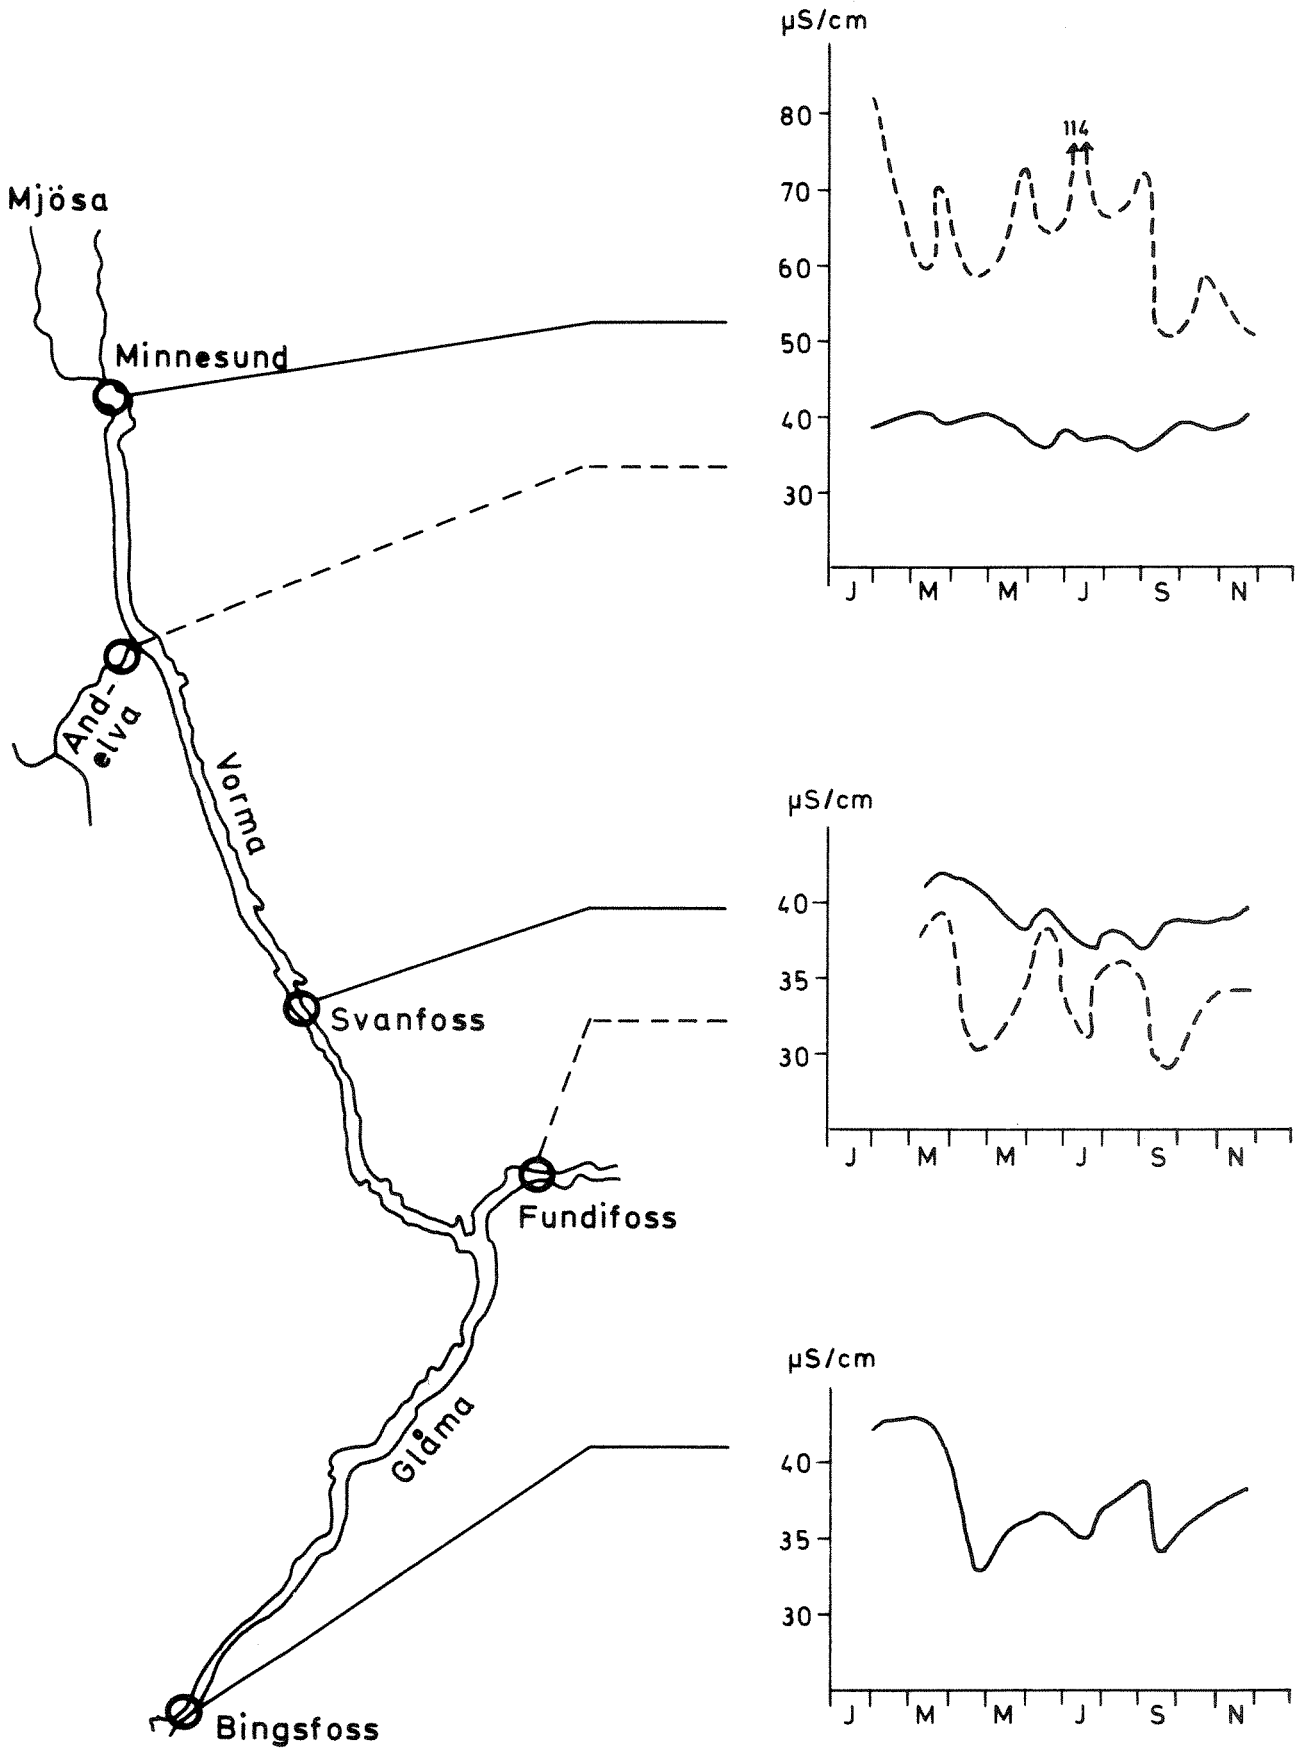 µS/cm
80
114
70
60
50
40
30
J M M J S N
Mjösa
Minnesund
And-
elva
Vorma
µS/cm
40
35
30
J M M J S N
Svanfoss
Fundifoss
µS/cm
40
35
30
J M M J S N
Glåma
Bingsfoss